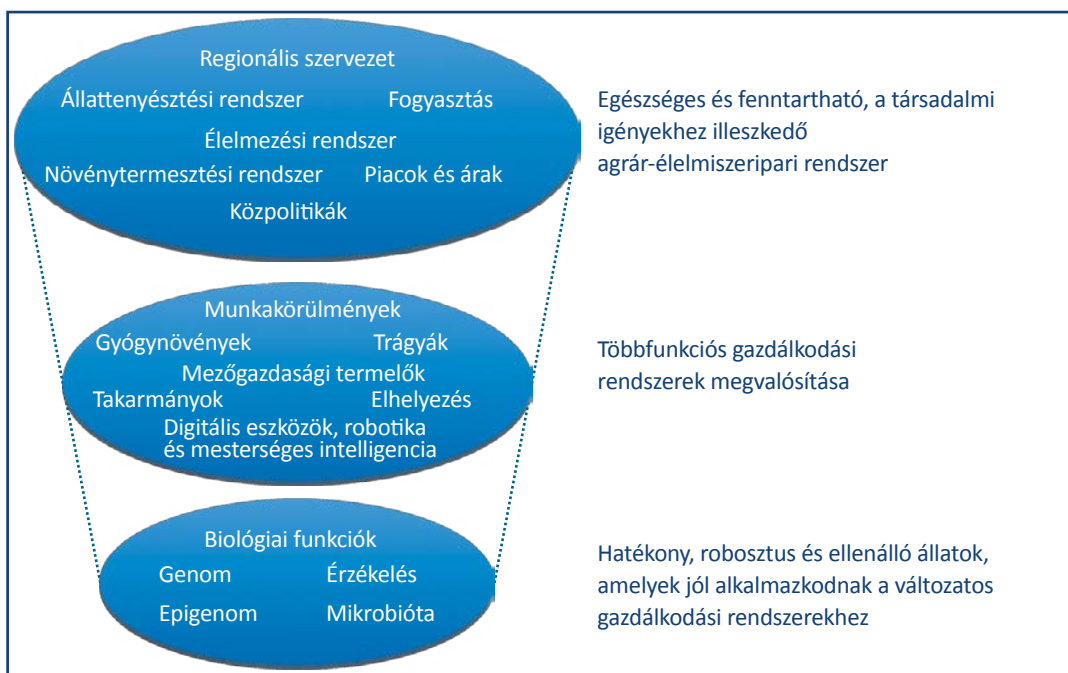 Regionális szervezet
Állattenyésztési rendszer Fogyasztás
Élelmezési rendszer
Növénytermesztési rendszer Piacok és árak
Közpolitikák
Egészséges és fenntartható, a társadalmi
igényekhez illeszkedő
agrár-élelmiszeripari rendszer
Munkakörülmények
Gyógynövények Trágyák
Mezőgazdasági termelők
Takarmányok Elhelyezés
Digitális eszközök, robotika
és mesterséges intelligencia
Többfunkciós gazdálkodási
rendszerek megvalósítása
Biológiai funkciók
Genom Érzékelés
Epigenom Mikrobióta
Hatékony, robosztus és ellenálló állatok,
amelyek jól alkalmazkodnak a változatos
gazdálkodási rendszerekhez